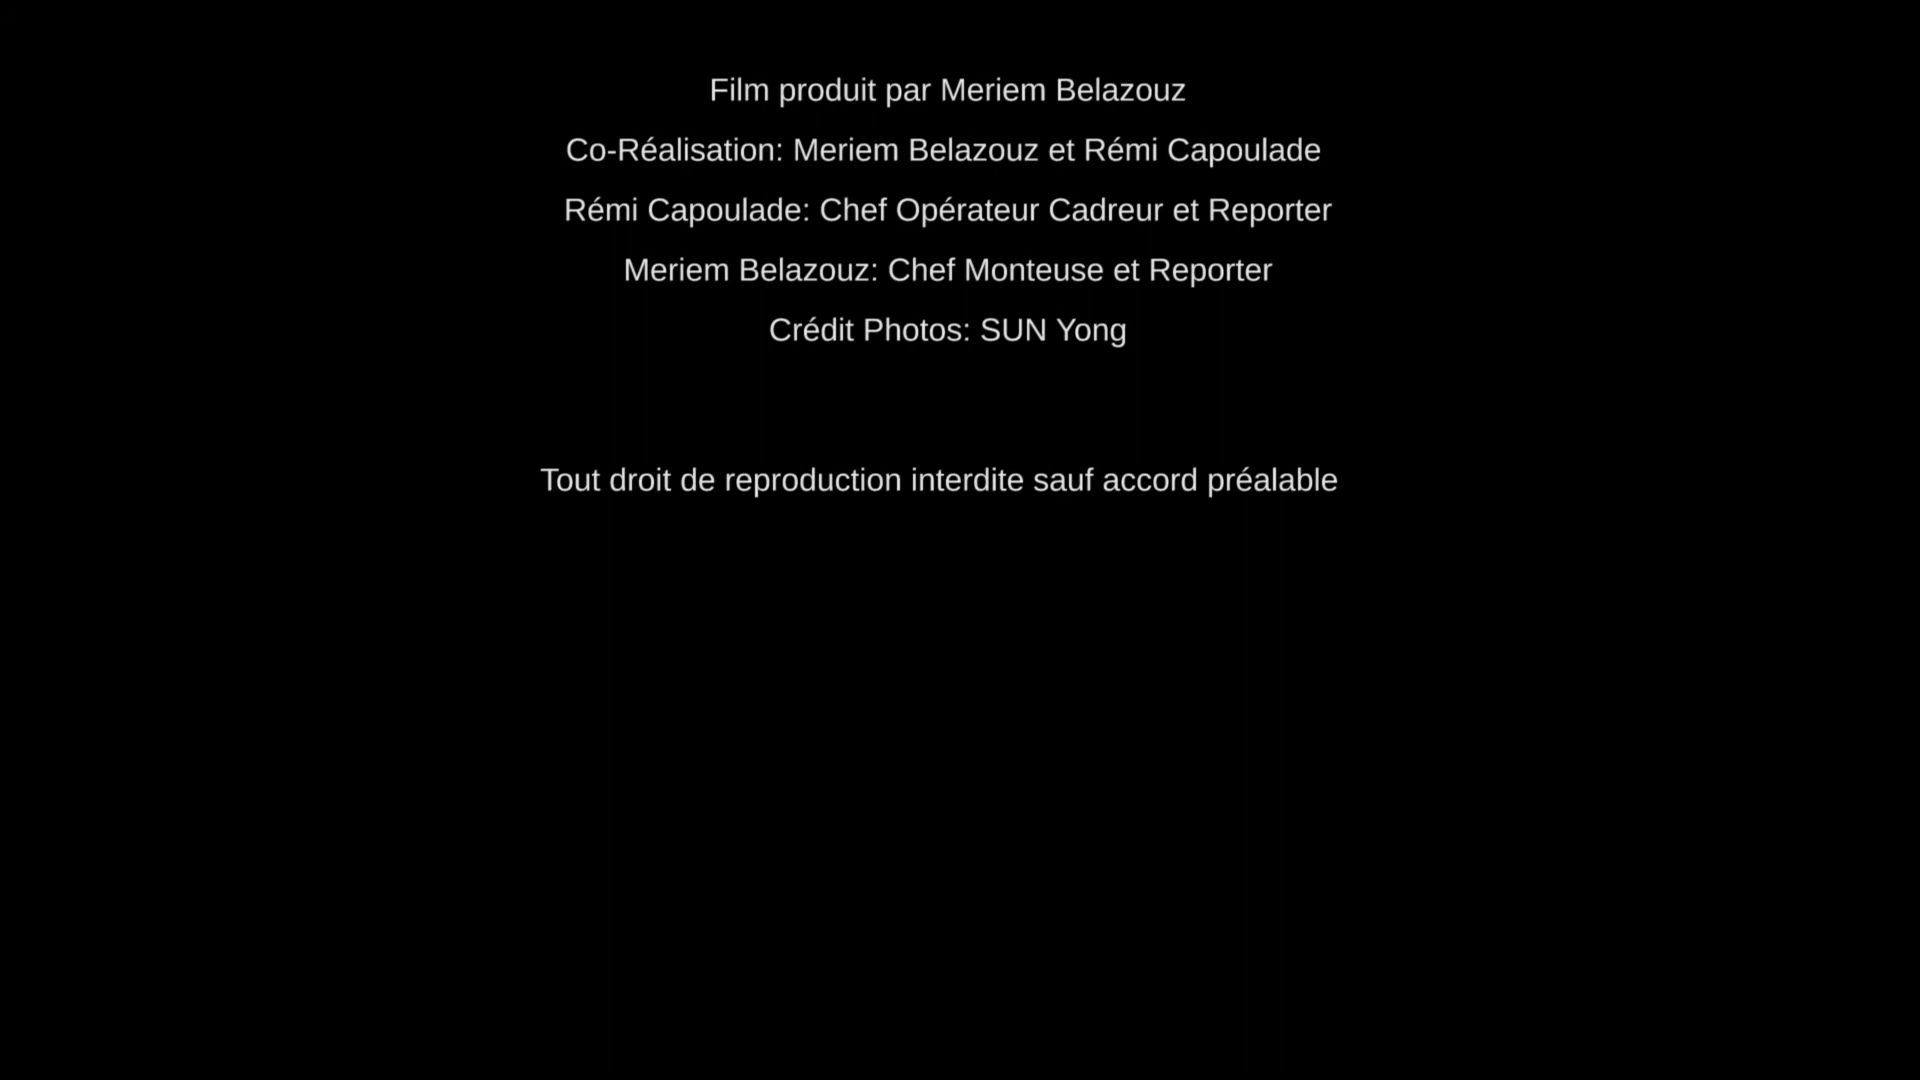 Film produit par Meriem Belazouz
Co-Réalisation: Meriem Belazouz et Rémi Capoulade
Rémi Capoulade: Chef Opérateur Cadreur et Reporter
Meriem Belazouz: Chef Monteuse et Reporter
Crédit Photos: SUN Yong
Tout droit de reproduction interdite sauf accord préalable